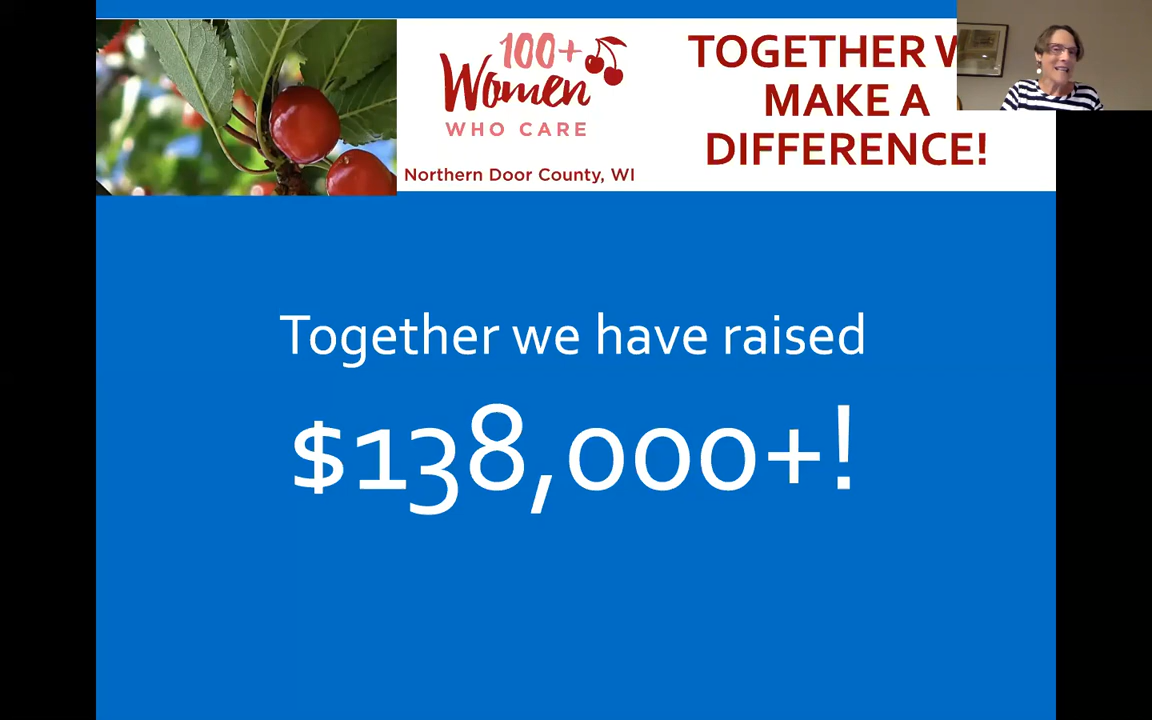 100+
Women
WHO CARE
Northern Door County, WI
TOGETHER
MAKE A
DIFFERENCE!
Together we have raised
$138,000+!